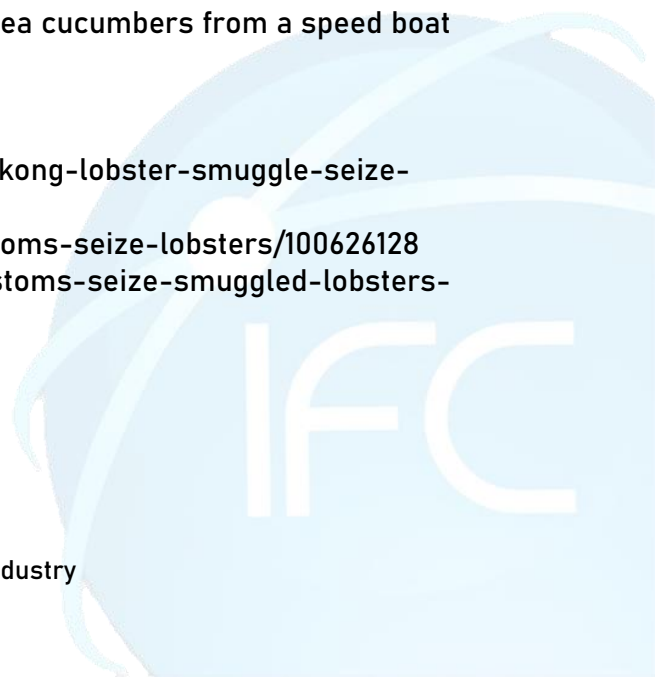 ea cucumbers from a speed boat
kong-lobster-smuggle-seize-
oms-seize-lobsters/100626128
stoms-seize-smuggled-lobsters-
IFC
dustry